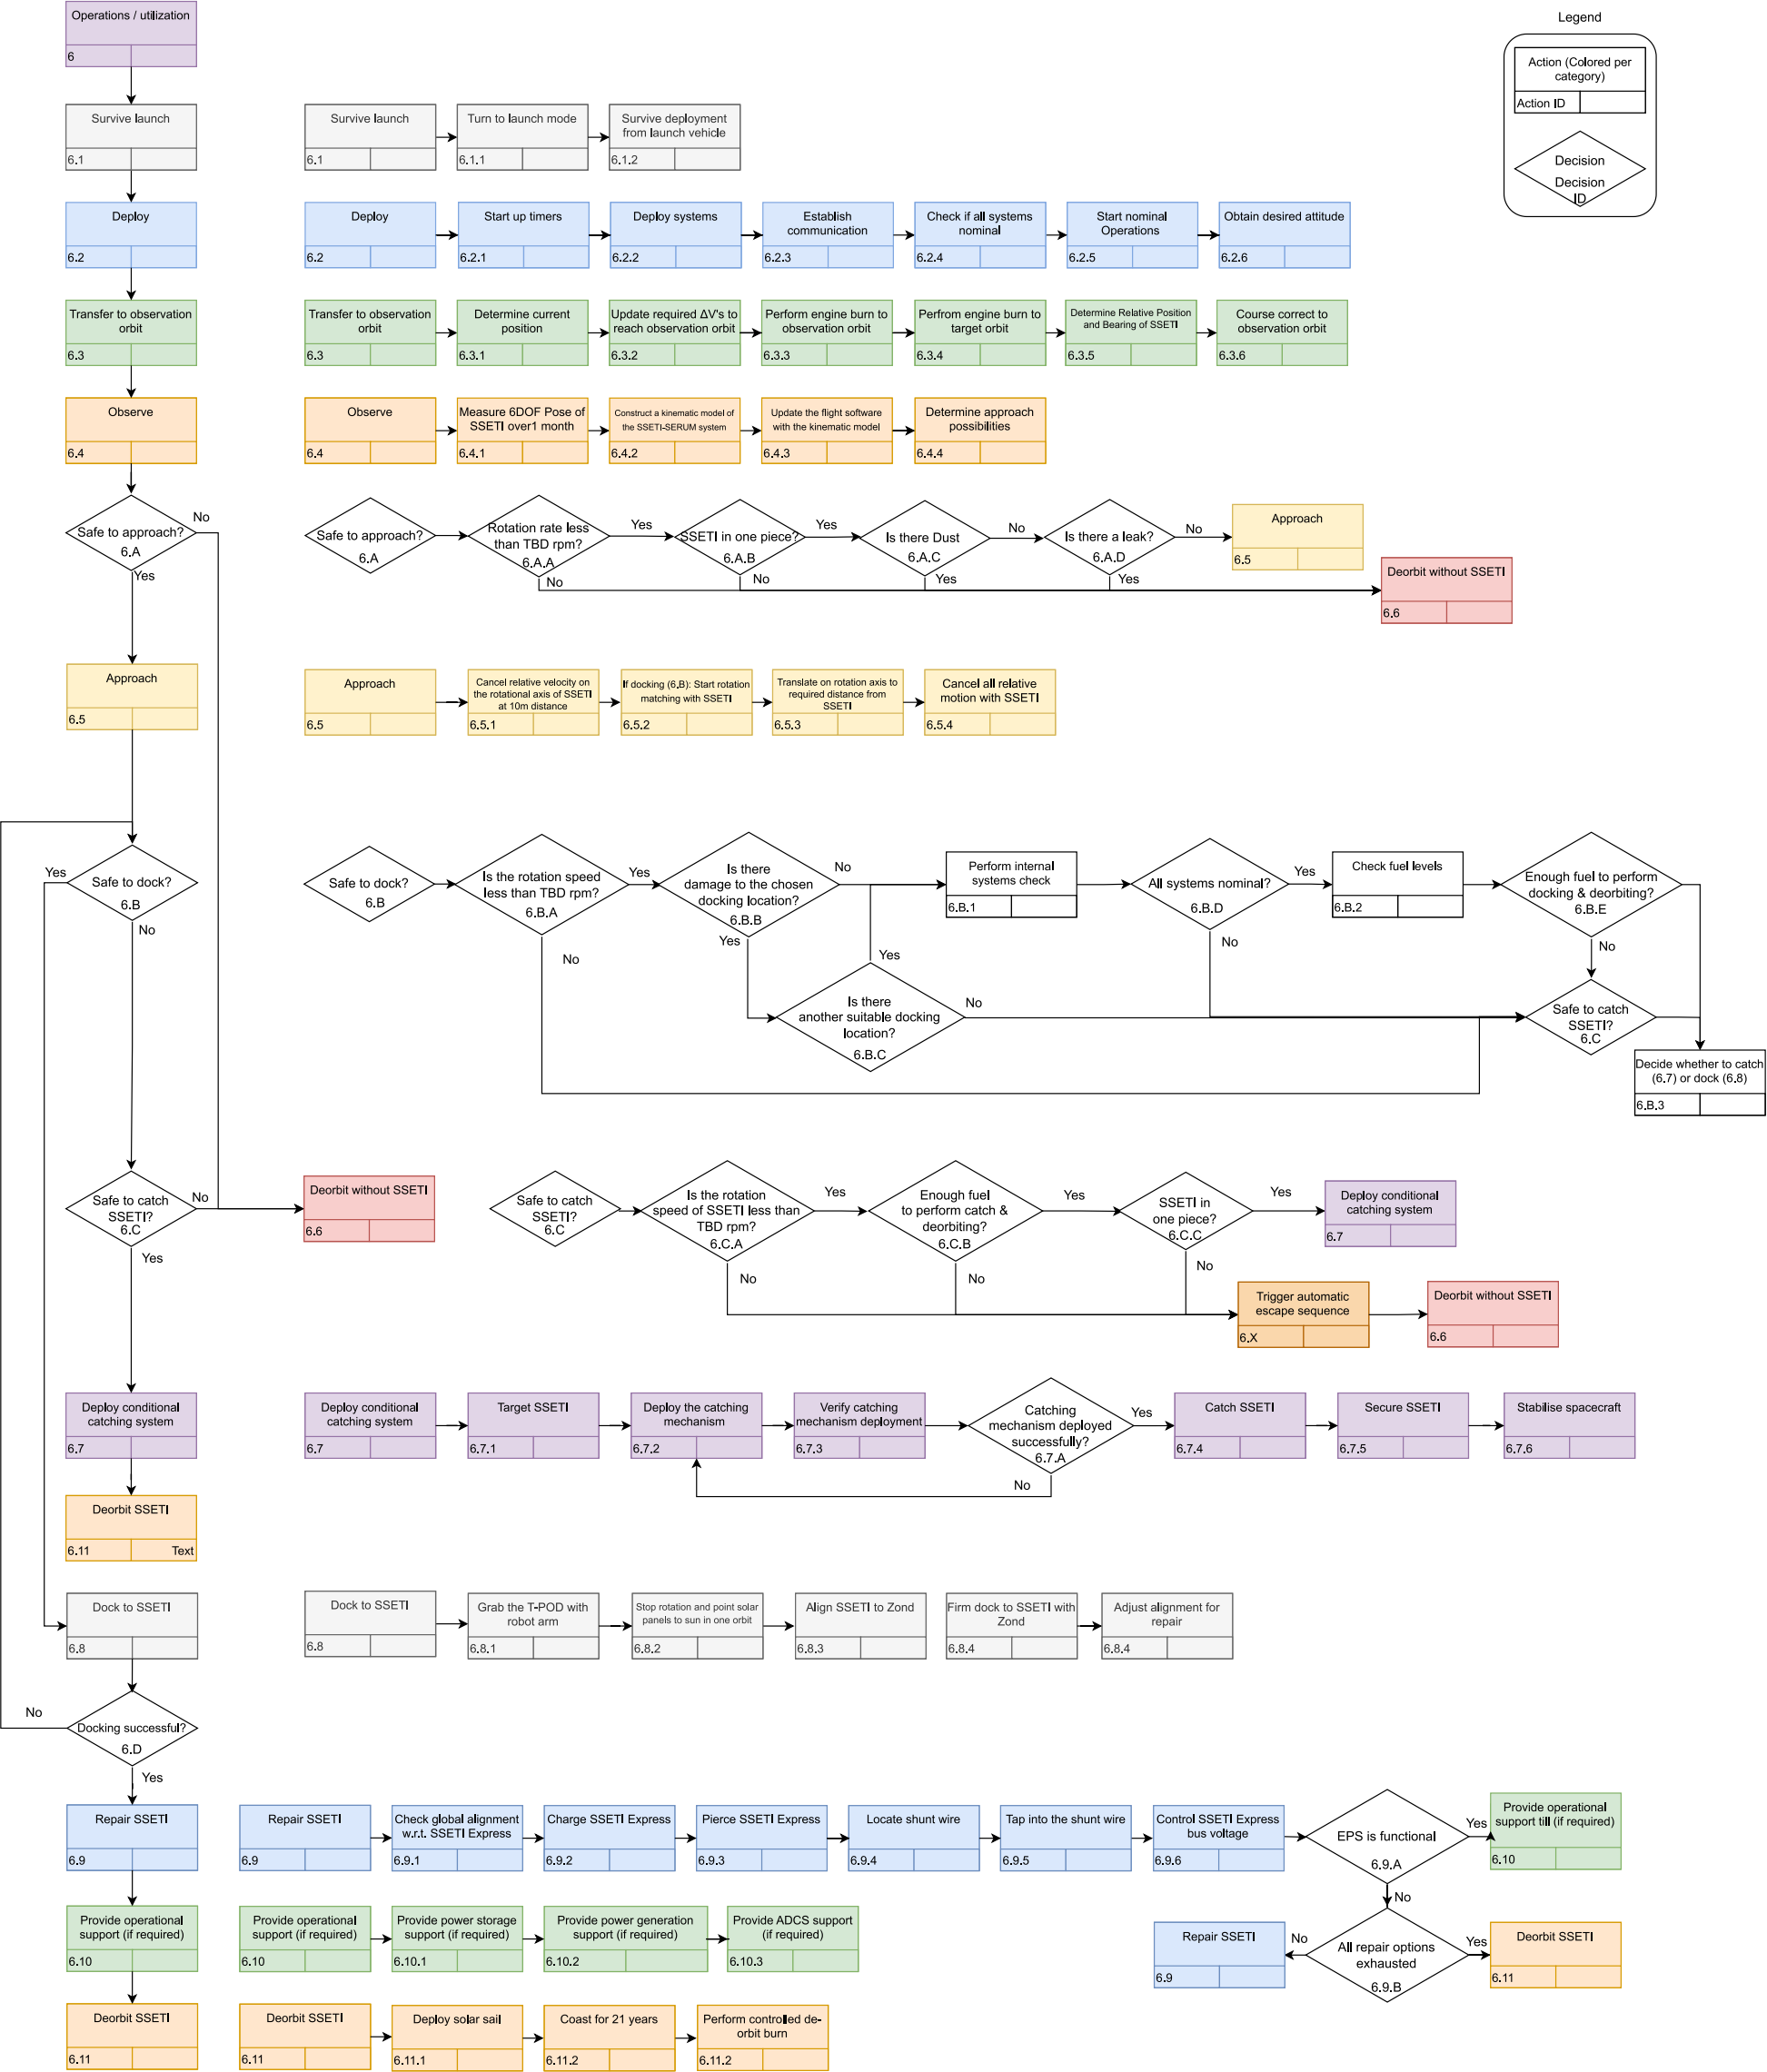 Operations / utilization
6
Legend
Action (Colored per
category)
Action ID
Decision
Decision
ID
Survive launch
6.1
Survive launch
6.1
Turn to launch mode
6.1.1
Survive deployment
from launch vehicle
6.1.2
Deploy
6.2
Deploy
6.2
Start up timers
6.2.1
Deploy systems
6.2.2
Establish
communication
6.2.3
Check if all systems
nominal
6.2.4
Start nominal
Operations
6.2.5
Obtain desired attitude
6.2.6
Transfer to observation
orbit
6.3
Transfer to observation
orbit
6.3
Determine current
position
6.3.1
Update required ΔV's to
reach observation orbit
6.3.2
Perform engine burn to
observation orbit
6.3.3
Perfrom engine burn to
target orbit
6.3.4
Determine Relative Position
and Bearing of SSETI
6.3.5
Course correct to
observation orbit
6.3.6
Observe
6.4
Observe
6.4
Measure 6DOF Pose of
SSETI over1 month
6.4.1
Construct a kinematic model of
the SSETI-SERUM system
6.4.2
Update the flight software
with the kinematic model
6.4.3
Determine approach
possibilities
6.4.4
Safe to approach?
6.A
No
Yes
Safe to approach?
6.A
Rotation rate less
than TBD rpm?
6.A.A
Yes
No
SSETI in one piece?
6.A.B
Yes
No
Is there Dust
6.A.C
No
Yes
Is there a leak?
6.A.D
No
Yes
Approach
6.5
Deorbit without SSETI
6.6
Approach
6.5
Approach
6.5
Cancel relative velocity on
the rotational axis of SSETI
at 10m distance
6.5.1
If docking (6.B): Start rotation
matching with SSETI
6.5.2
Translate on rotation axis to
required distance from
SSETI
6.5.3
Cancel all relative
motion with SSETI
6.5.4
Yes
Safe to dock?
6.B
No
Safe to dock?
6.B
Is the rotation speed
less than TBD rpm?
6.B.A
Yes
No
Is there
damage to the chosen
docking location?
6.B.B
No
Yes
Is there
another suitable docking
location?
6.B.C
Yes
No
Perform internal
systems check
6.B.1
All systems nominal?
6.B.D
Yes
No
Check fuel levels
6.B.2
Enough fuel to perform
docking & deorbiting?
6.B.E
No
Safe to catch
SSETI?
6.C
Decide whether to catch
(6.7) or dock (6.8)
6.B.3
Safe to catch
SSETI?
6.C
No
Yes
Deorbit without SSETI
6.6
Safe to catch
SSETI?
6.C
Is the rotation
speed of SSETI less than
TBD rpm?
6.C.A
Yes
No
Enough fuel
to perform catch &
deorbiting?
6.C.B
Yes
No
SSETI in
one piece?
6.C.C
Yes
No
Deploy conditional
catching system
6.7
Trigger automatic
escape sequence
6.X
Deorbit without SSETI
6.6
Deploy conditional
catching system
6.7
Deploy conditional
catching system
6.7
Target SSETI
6.7.1
Deploy the catching
mechanism
6.7.2
Verify catching
mechanism deployment
6.7.3
Catching
mechanism deployed
successfully?
6.7.A
Yes
No
Catch SSETI
6.7.4
Secure SSETI
6.7.5
Stabilise spacecraft
6.7.6
Deorbit SSETI
6.11
Text
Dock to SSETI
6.8
Dock to SSETI
6.8
Grab the T-POD with
robot arm
6.8.1
Stop rotation and point solar
panels to sun in one orbit
6.8.2
Align SSETI to Zond
6.8.3
Firm dock to SSETI with
Zond
6.8.4
Adjust alignment for
repair
6.8.4
No
Docking successful?
6.D
Yes
Repair SSETI
6.9
Repair SSETI
6.9
Check global alignment
w.r.t. SSETI Express
6.9.1
Charge SSETI Express
6.9.2
Pierce SSETI Express
6.9.3
Locate shunt wire
6.9.4
Tap into the shunt wire
6.9.5
Control SSETI Express
bus voltage
6.9.6
EPS is functional
6.9.A
Yes
No
Provide operational
support till (if required)
6.10
Provide operational
support (if required)
6.10
Provide operational
support (if required)
6.10
Provide power storage
support (if required)
6.10.1
Provide power generation
support (if required)
6.10.2
Provide ADCS support
(if required)
6.10.3
Repair SSETI
6.9
No
All repair options
exhausted
6.9.B
Yes
Deorbit SSETI
6.11
Deorbit SSETI
6.11
Deorbit SSETI
6.11
Deploy solar sail
6.11.1
Coast for 21 years
6.11.2
Perform controlled de-
orbit burn
6.11.2